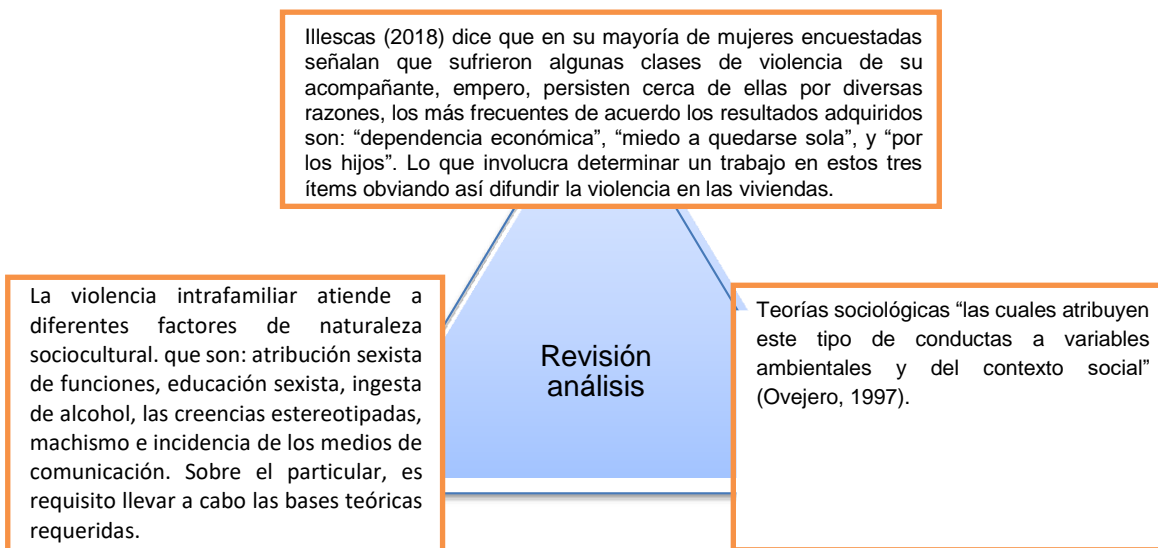 Illescas (2018) dice que en su mayoría de mujeres encuestadas
señalan que sufrieron algunas clases de violencia de su
acompañante, empero, persisten cerca de ellas por diversas
razones, los más frecuentes de acuerdo los resultados adquiridos
son: “dependencia económica”, “miedo a quedarse sola”, y “por
los hijos”. Lo que involucra determinar un trabajo en estos tres
ítems obviando así difundir la violencia en las viviendas.
La violencia intrafamiliar atiende a
diferentes factores de naturaleza
sociocultural. que son: atribución sexista
de funciones, educación sexista, ingesta
de alcohol, las creencias estereotipadas,
machismo e incidencia de los medios de
comunicación. Sobre el particular, es
requisito llevar a cabo las bases teóricas
requeridas.
Revisión
análisis
Teorías sociológicas “las cuales atribuyen
este tipo de conductas a variables
ambientales y del contexto social”
(Ovejero, 1997).